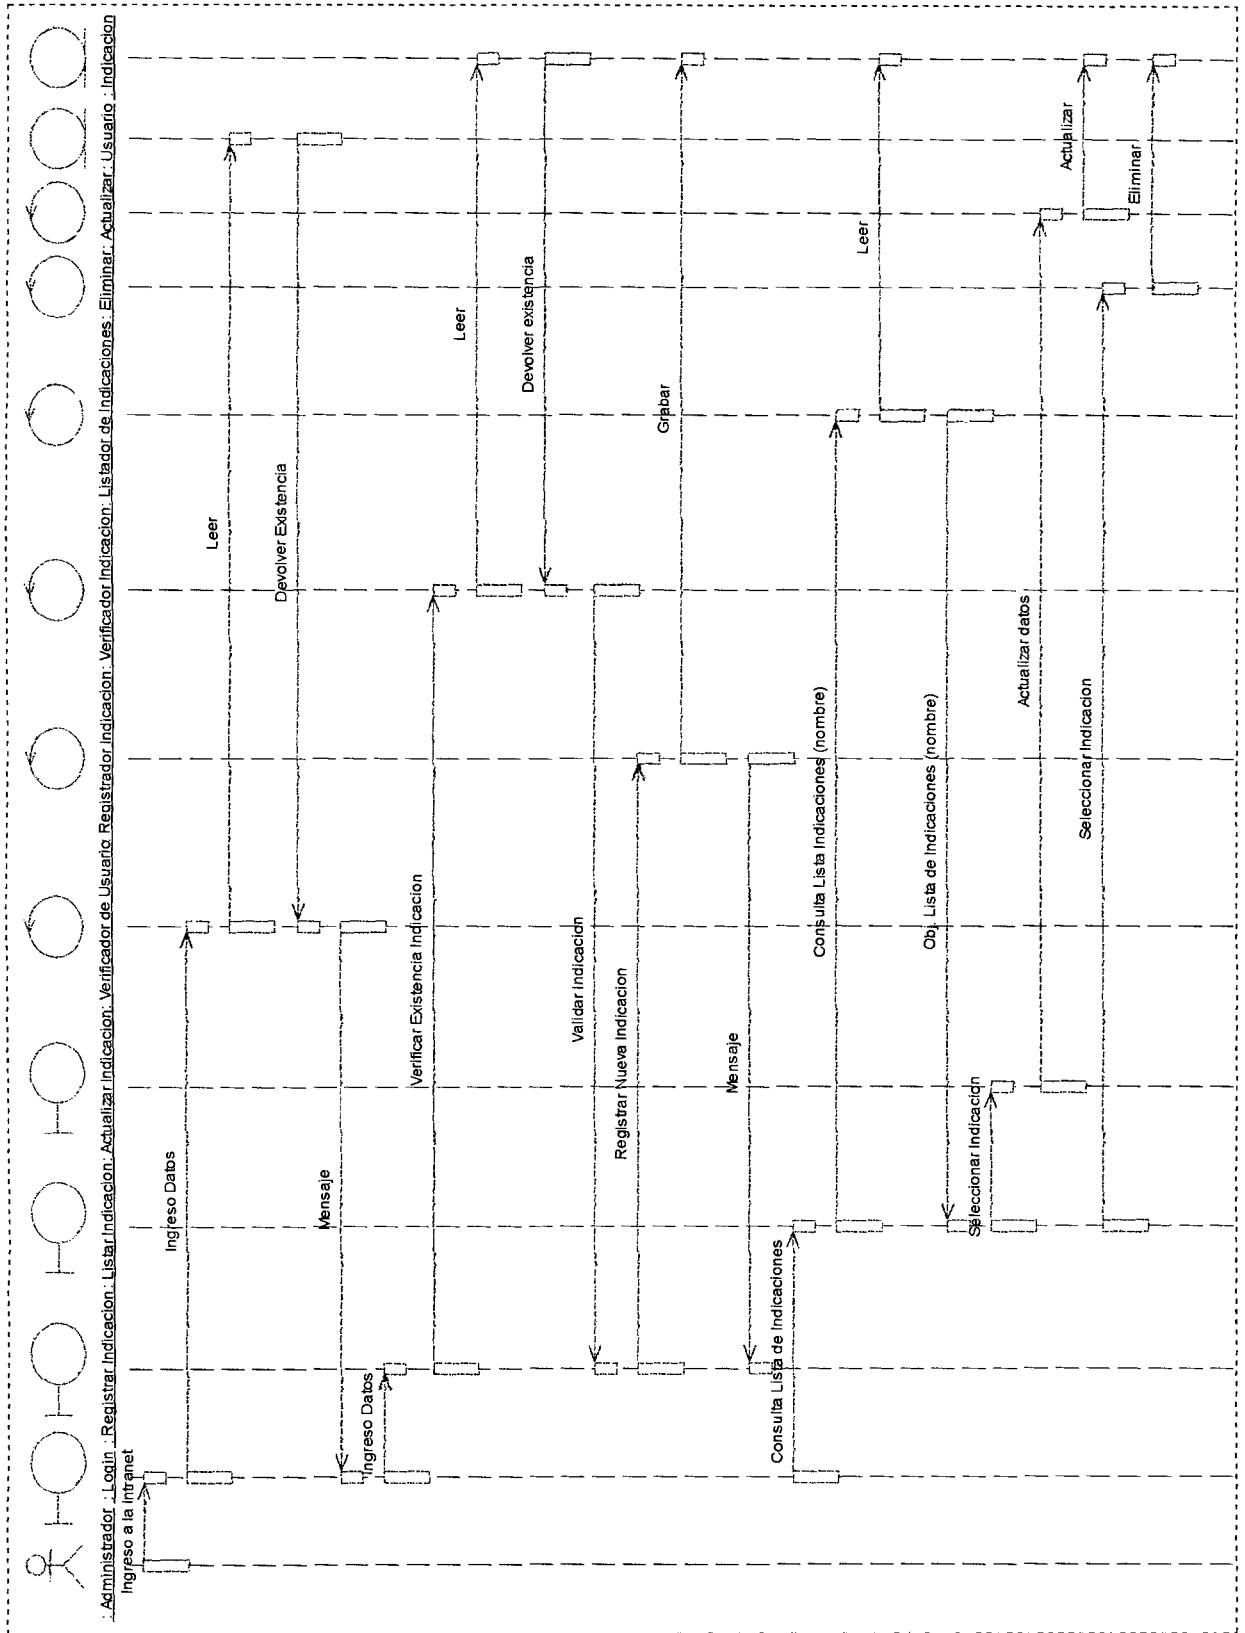 : Administrador : Login : Registrar Indicacion : Listar Indicacion : Actualizar Indicacion : Verificador de Usuario : Registrador Indicacion : Verificador Indicacion : Listador de Indicaciones : Eliminar : Actualizar : Usuario : Indicacion
Ingreso a la Intranet
Ingreso Datos
Leer
Devolver Existencia
Mensaje
Ingreso Datos
Verificar Existencia Indicacion
Leer
Devolver existencia
Validar Indicacion
Registrar Nueva Indicacion
Grabar
Mensaje
Consulta Lista de Indicaciones
Consulta Lista Indicaciones (nombre)
Leer
Obj. Lista de Indicaciones (nombre)
Seleccionar Indicacion
Actualizar datos
Actualizar
Seleccionar Indicacion
Eliminar